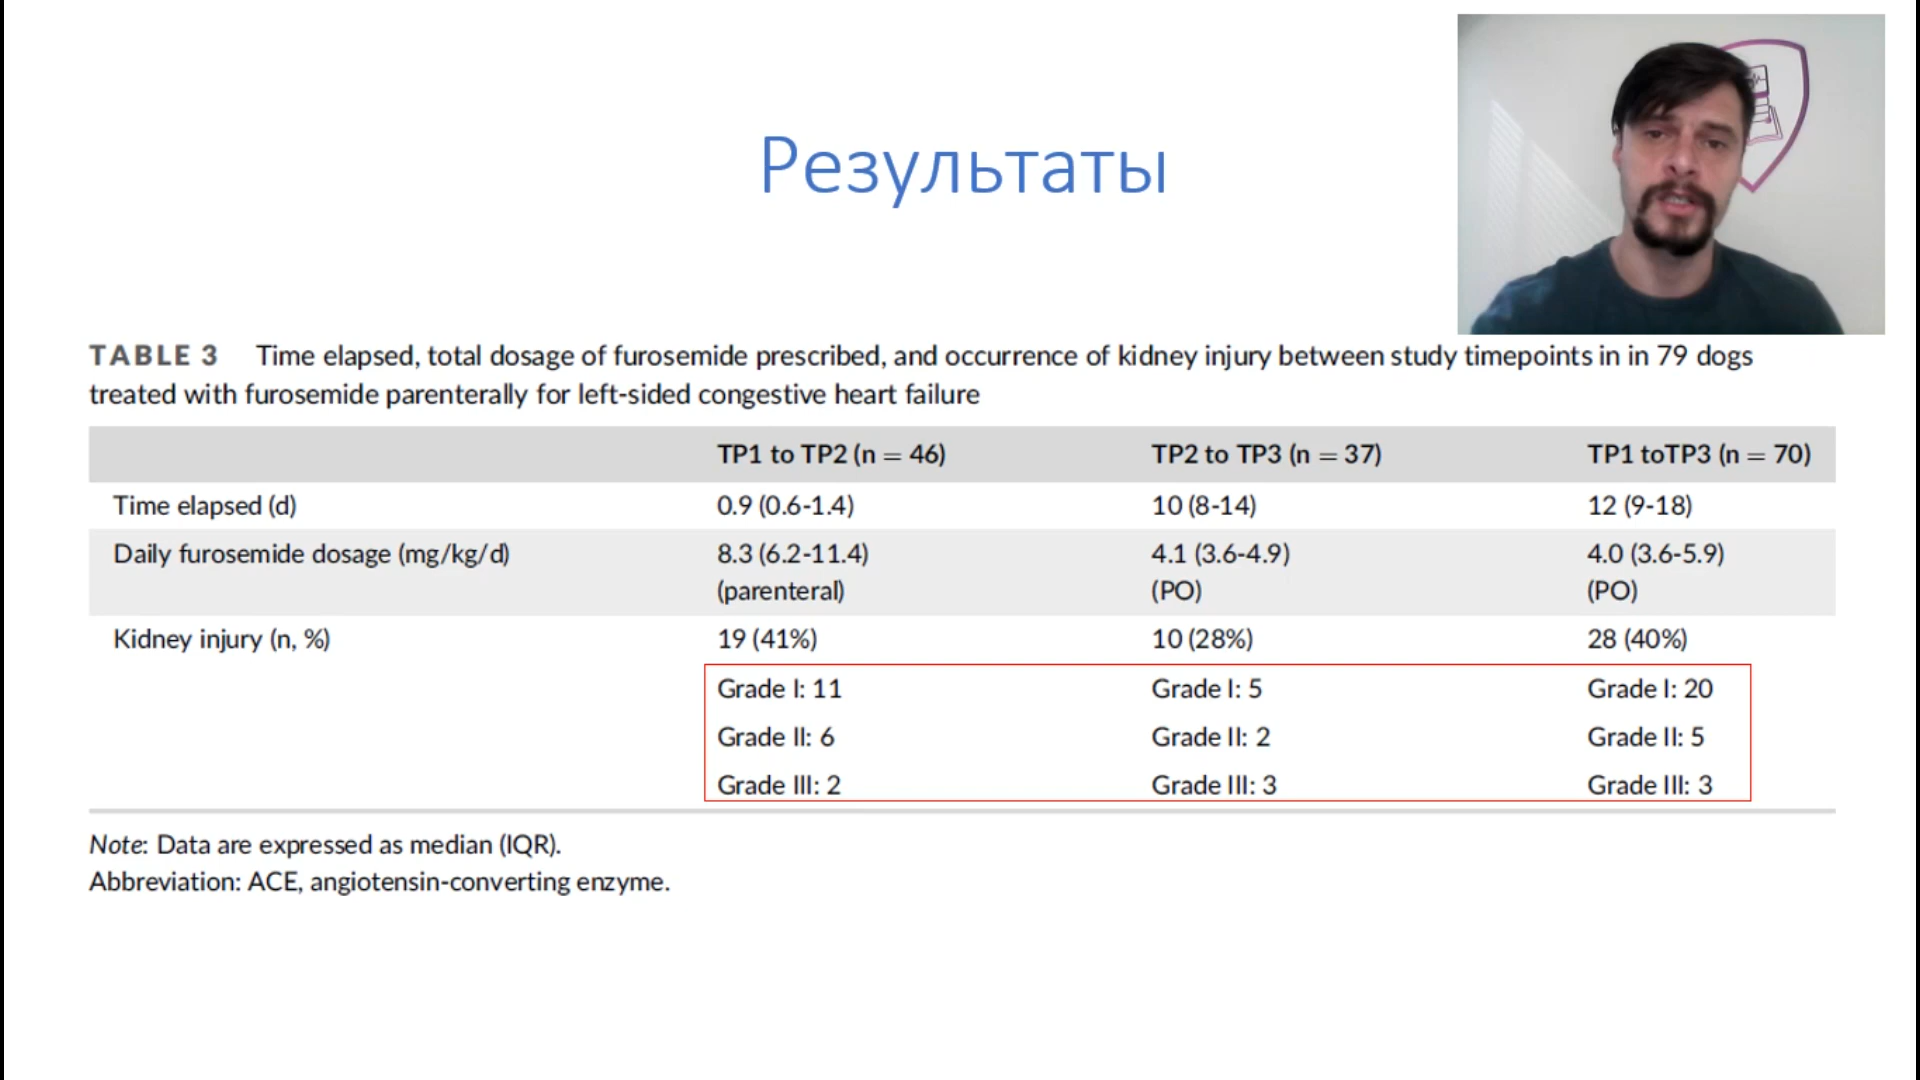 Результаты
TABLE 3 Time elapsed, total dosage of furosemide prescribed, and occurrence of kidney injury between study timepoints in in 79 dogs
treated with furosemide parenterally for left-sided congestive heart failure
TP1 to TP2 (n = 46) TP2 to TP3 (n = 37) TP1 toTP3 (n = 70)
Time elapsed (d) 0.9 (0.6-1.4) 10 (8-14) 12 (9-18)
Daily furosemide dosage (mg/kg/d) 8.3 (6.2-11.4) 4.1 (3.6-4.9) 4.0 (3.6-5.9)
(parenteral) (PO) (PO)
Kidney injury (n, %) 19 (41%) 10 (28%) 28 (40%)
Grade I: 11 Grade I: 5 Grade I: 20
Grade II: 6 Grade II: 2 Grade II: 5
Grade III: 2 Grade III: 3 Grade III: 3
Note: Data are expressed as median (IQR).
Abbreviation: ACE, angiotensin-converting enzyme.